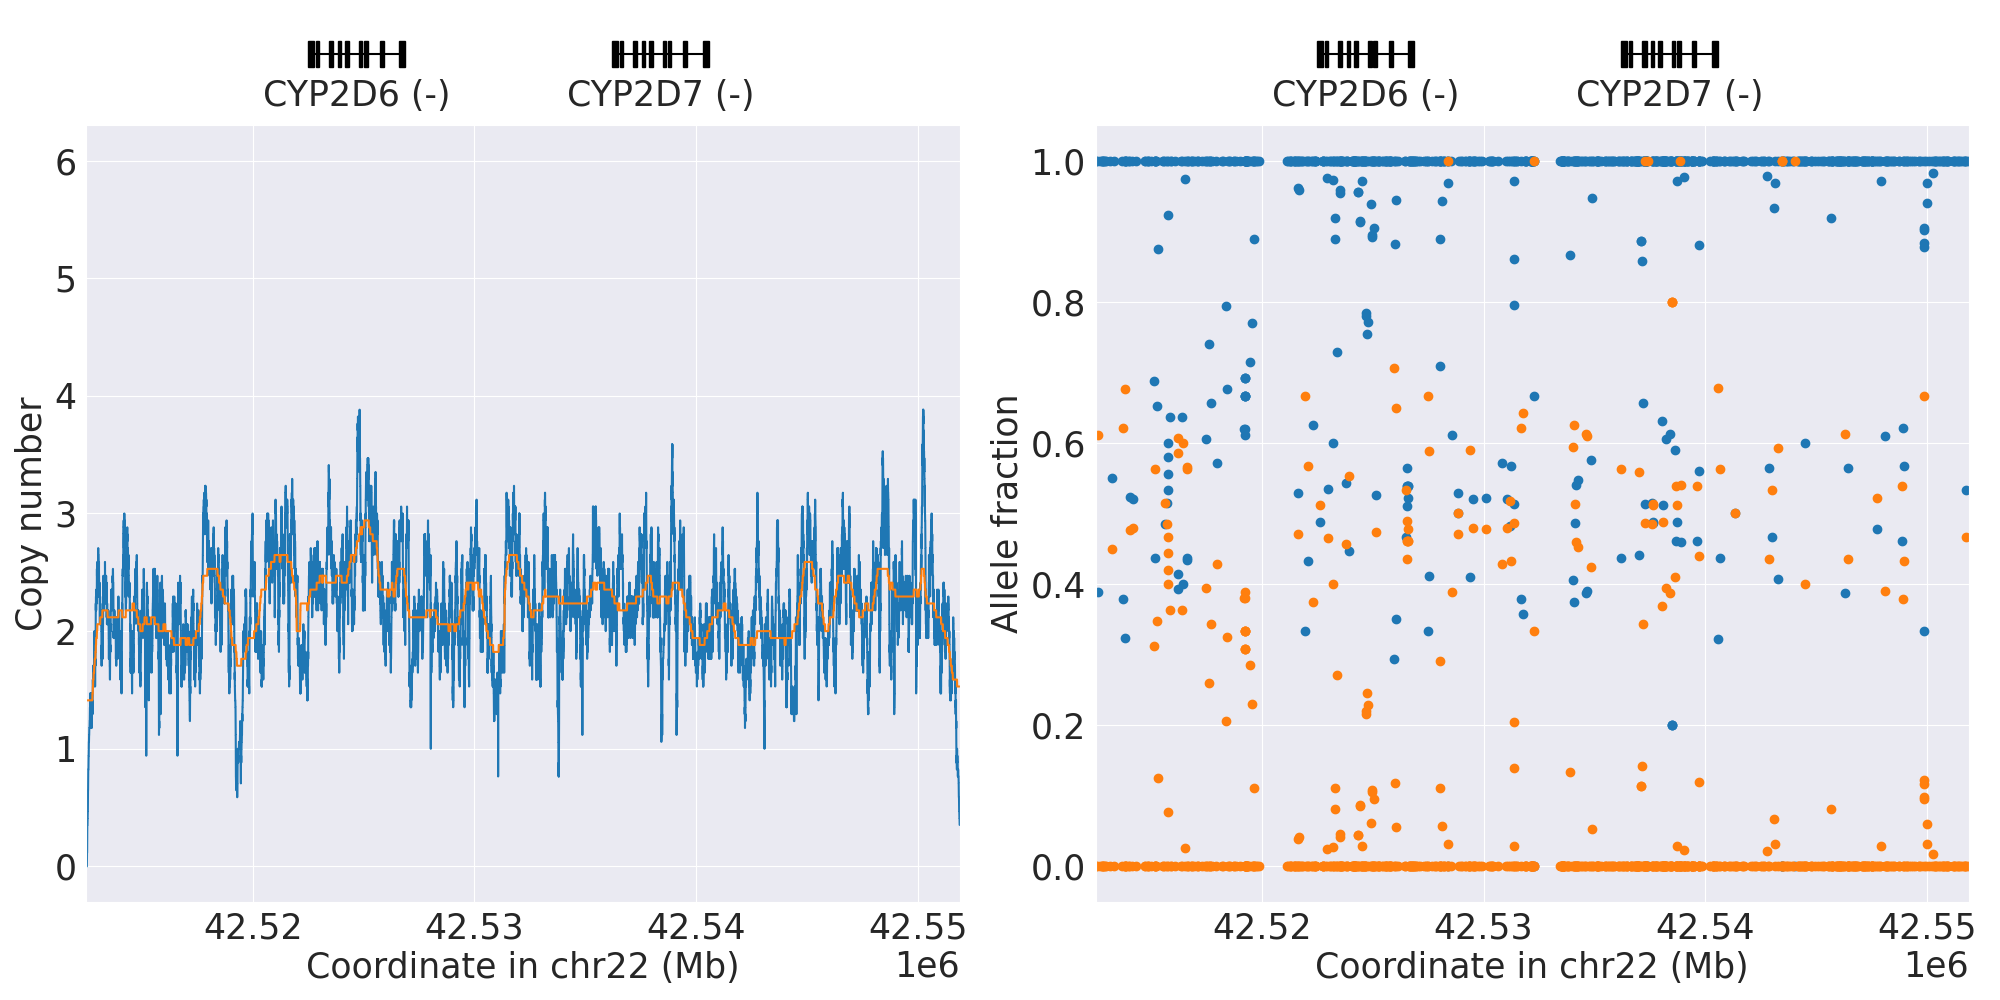 CYP2D6 (-) CYP2D7 (-)
6
5
4
3
2
1
0
Copy number
42.52 42.53 42.54 42.55
Coordinate in chr22 (Mb) 1e6
CYP2D6 (-) CYP2D7 (-)
1.0
0.8
0.6
0.4
0.2
0.0
Allele fraction
42.52 42.53 42.54 42.55
Coordinate in chr22 (Mb) 1e6